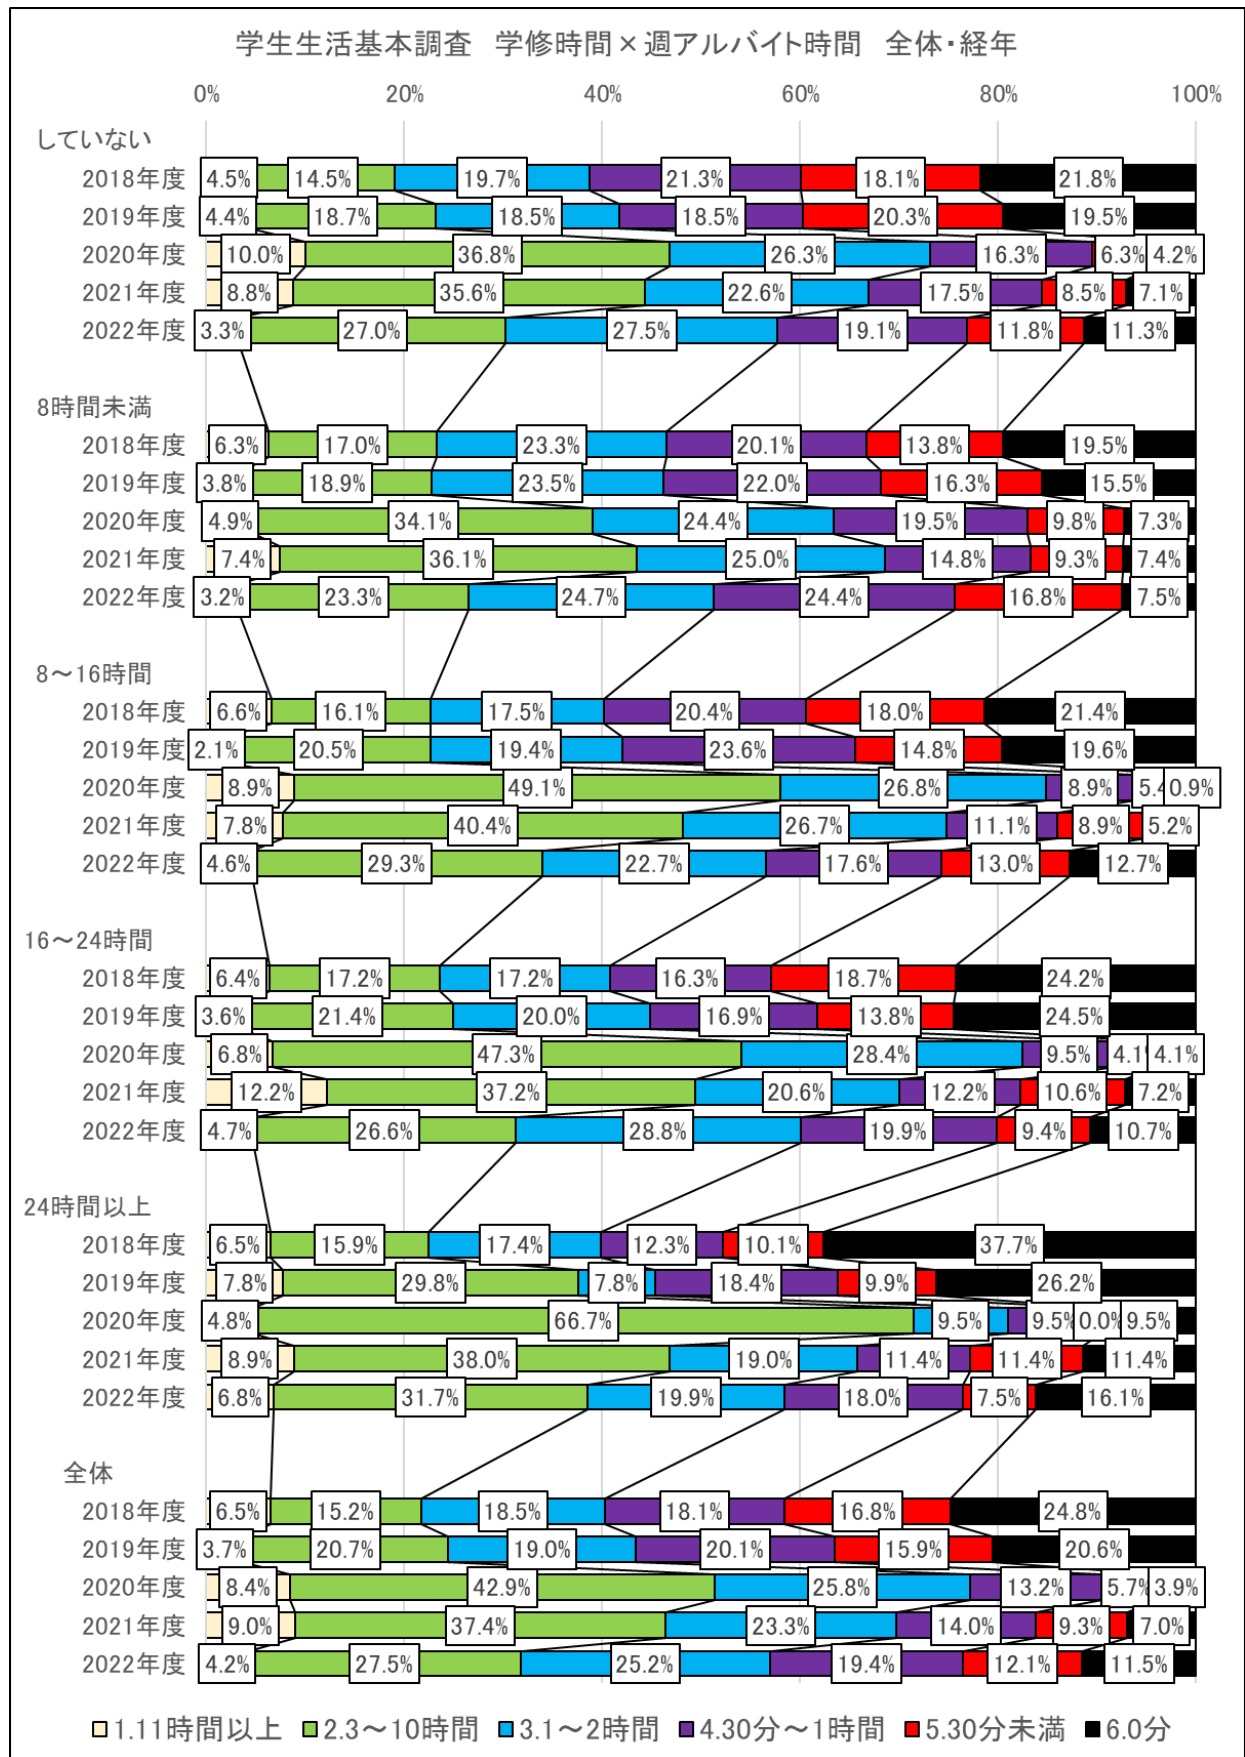 学生生活基本調査 学修時間×週アルバイト時間 全体・経年
0% 20% 40% 60% 80% 100%
していない
2018年度 4.5% 14.5% 19.7% 21.3% 18.1% 21.8%
2019年度 4.4% 18.7% 18.5% 18.5% 20.3% 19.5%
2020年度 10.0% 36.8% 26.3% 16.3% 6.3% 4.2%
2021年度 8.8% 35.6% 22.6% 17.5% 8.5% 7.1%
2022年度 3.3% 27.0% 27.5% 19.1% 11.8% 11.3%
8時間未満
2018年度 6.3% 17.0% 23.3% 20.1% 13.8% 19.5%
2019年度 3.8% 18.9% 23.5% 22.0% 16.3% 15.5%
2020年度 4.9% 34.1% 24.4% 19.5% 9.8% 7.3%
2021年度 7.4% 36.1% 25.0% 14.8% 9.3% 7.4%
2022年度 3.2% 23.3% 24.7% 24.4% 16.8% 7.5%
8～16時間
2018年度 6.6% 16.1% 17.5% 20.4% 18.0% 21.4%
2019年度 2.1% 20.5% 19.4% 23.6% 14.8% 19.6%
2020年度 8.9% 49.1% 26.8% 8.9% 5.4 0.9%
2021年度 7.8% 40.4% 26.7% 11.1% 8.9% 5.2%
2022年度 4.6% 29.3% 22.7% 17.6% 13.0% 12.7%
16～24時間
2018年度 6.4% 17.2% 17.2% 16.3% 18.7% 24.2%
2019年度 3.6% 21.4% 20.0% 16.9% 13.8% 24.5%
2020年度 6.8% 47.3% 28.4% 9.5% 4.1% 4.1%
2021年度 12.2% 37.2% 20.6% 12.2% 10.6% 7.2%
2022年度 4.7% 26.6% 28.8% 19.9% 9.4% 10.7%
24時間以上
2018年度 6.5% 15.9% 17.4% 12.3% 10.1% 37.7%
2019年度 7.8% 29.8% 7.8% 18.4% 9.9% 26.2%
2020年度 4.8% 66.7% 9.5% 9.5% 0.0% 9.5%
2021年度 8.9% 38.0% 19.0% 11.4% 11.4% 11.4%
2022年度 6.8% 31.7% 19.9% 18.0% 7.5% 16.1%
全体
2018年度 6.5% 15.2% 18.5% 18.1% 16.8% 24.8%
2019年度 3.7% 20.7% 19.0% 20.1% 15.9% 20.6%
2020年度 8.4% 42.9% 25.8% 13.2% 5.7% 3.9%
2021年度 9.0% 37.4% 23.3% 14.0% 9.3% 7.0%
2022年度 4.2% 27.5% 25.2% 19.4% 12.1% 11.5%
1.11時間以上 2.3～10時間 3.1～2時間 4.30分～1時間 5.30分未満 6.0分